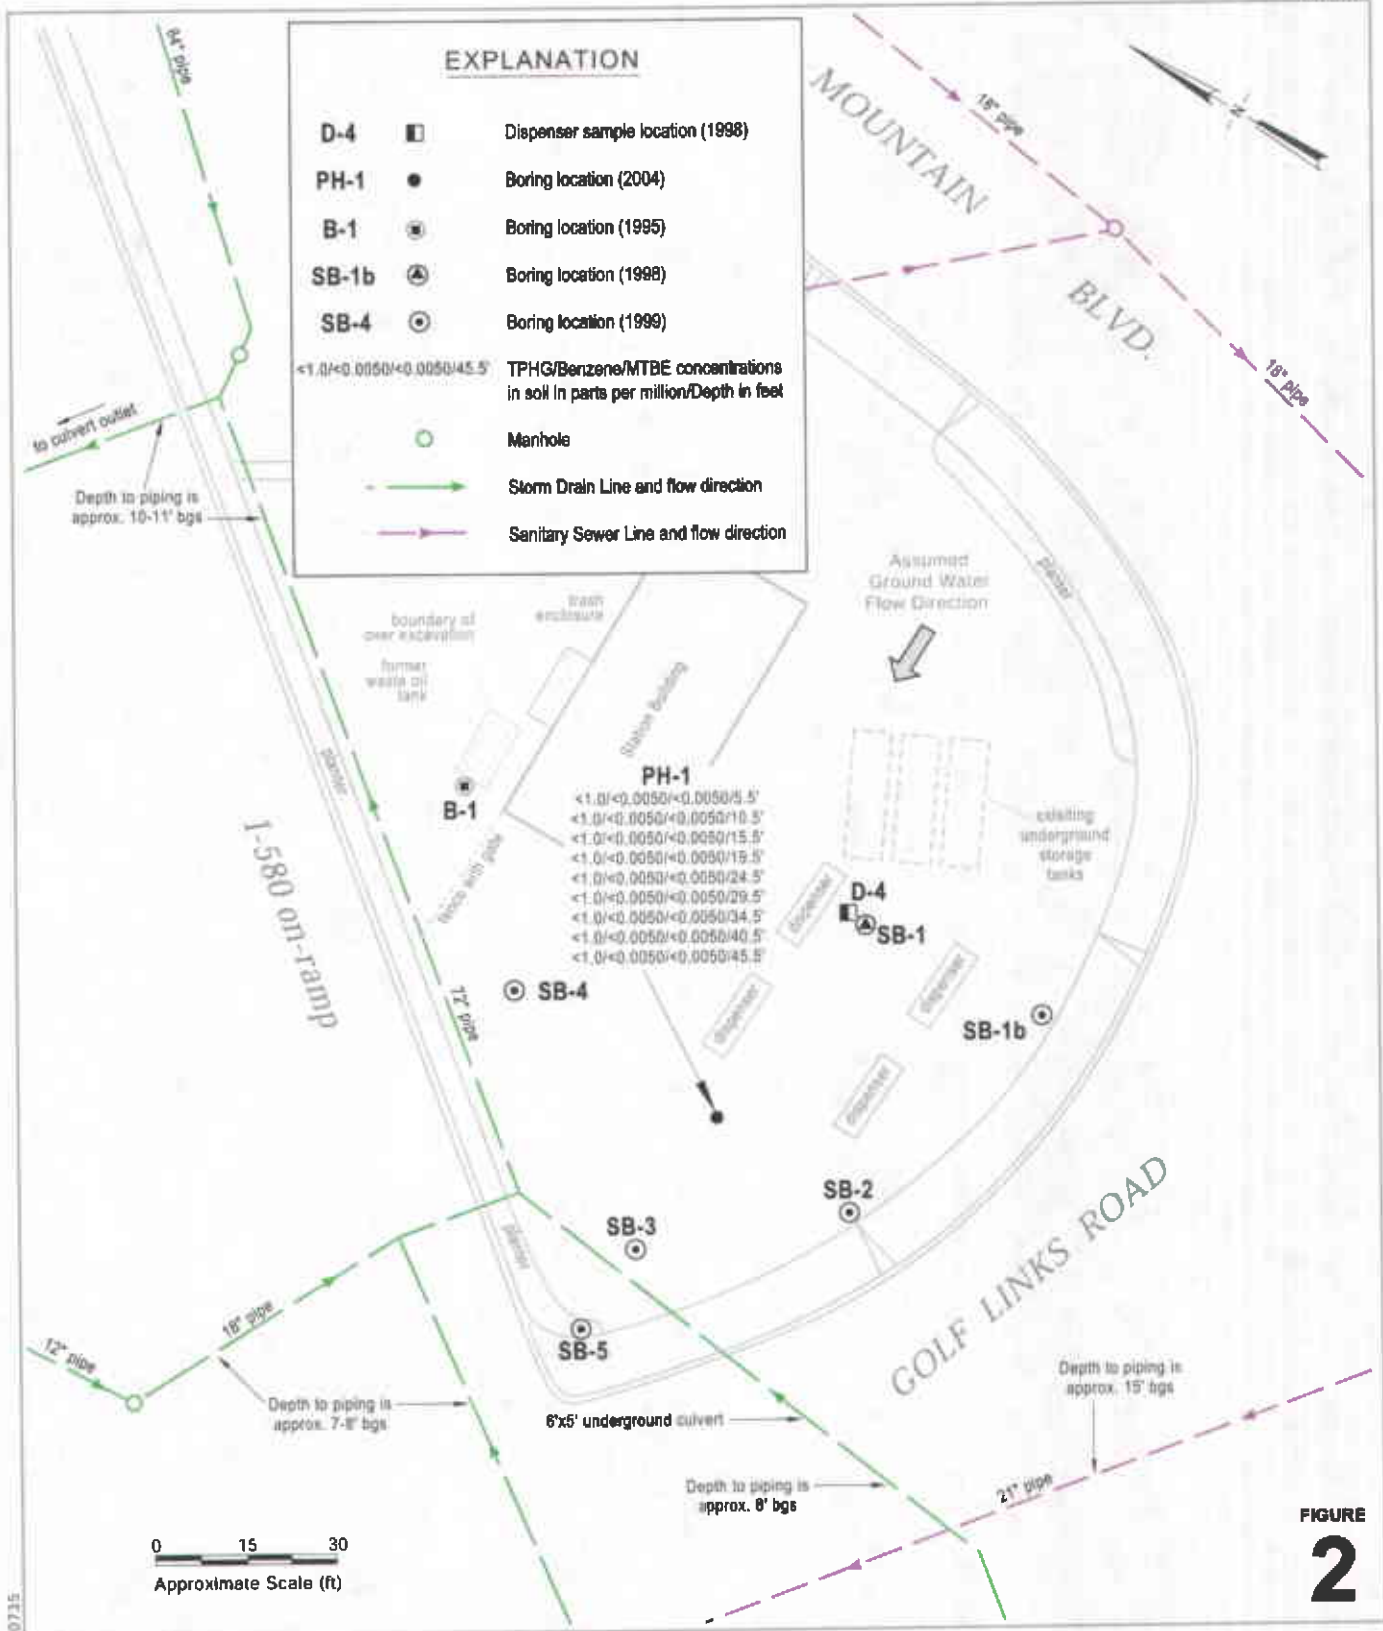 EXPLANATION
D-4 Dispenser sample location (1998)
PH-1 Boring location (2004)
B-1 Boring location (1995)
SB-1b Boring location (1998)
SB-4 Boring location (1999)
<1.0/<0.0050/<0.0050/45.5' TPHG/Benzene/MTBE concentrations
in soil in parts per million/Depth in feet
Manhole
Storm Drain Line and flow direction
Sanitary Sewer Line and flow direction
84" pipe
MOUNTAIN
BLVD.
18" pipe
18" pipe
N
to culvert outlet
Depth to piping is
approx. 10-11' bgs
Assumed
Ground Water
Flow Direction
planter
boundary of
over excavation
trash
enclosure
former
waste oil
tank
Station Building
planter
I-580 on-ramp
B-1
fence with gate
PH-1
<1.0/<0.0050/<0.0050/5.5'
<1.0/<0.0050/<0.0050/10.5'
<1.0/<0.0050/<0.0050/15.5'
<1.0/<0.0050/<0.0050/19.5'
<1.0/<0.0050/<0.0050/24.5'
<1.0/<0.0050/<0.0050/29.5'
<1.0/<0.0050/<0.0050/34.5'
<1.0/<0.0050/<0.0050/40.5'
<1.0/<0.0050/<0.0050/45.5'
exisiting
underground
storage
tanks
dispenser
D-4
SB-1
SB-4
72" pipe
dispenser
dispenser
SB-1b
dispenser
SB-2
SB-3
planter
SB-5
GOLF LINKS ROAD
12" pipe
18" pipe
Depth to piping is
approx. 7-8' bgs
6'x5' underground culvert
Depth to piping is
approx. 15' bgs
Depth to piping is
approx. 8' bgs
21" pipe
0 15 30
Approximate Scale (ft)
FIGURE
2
0735